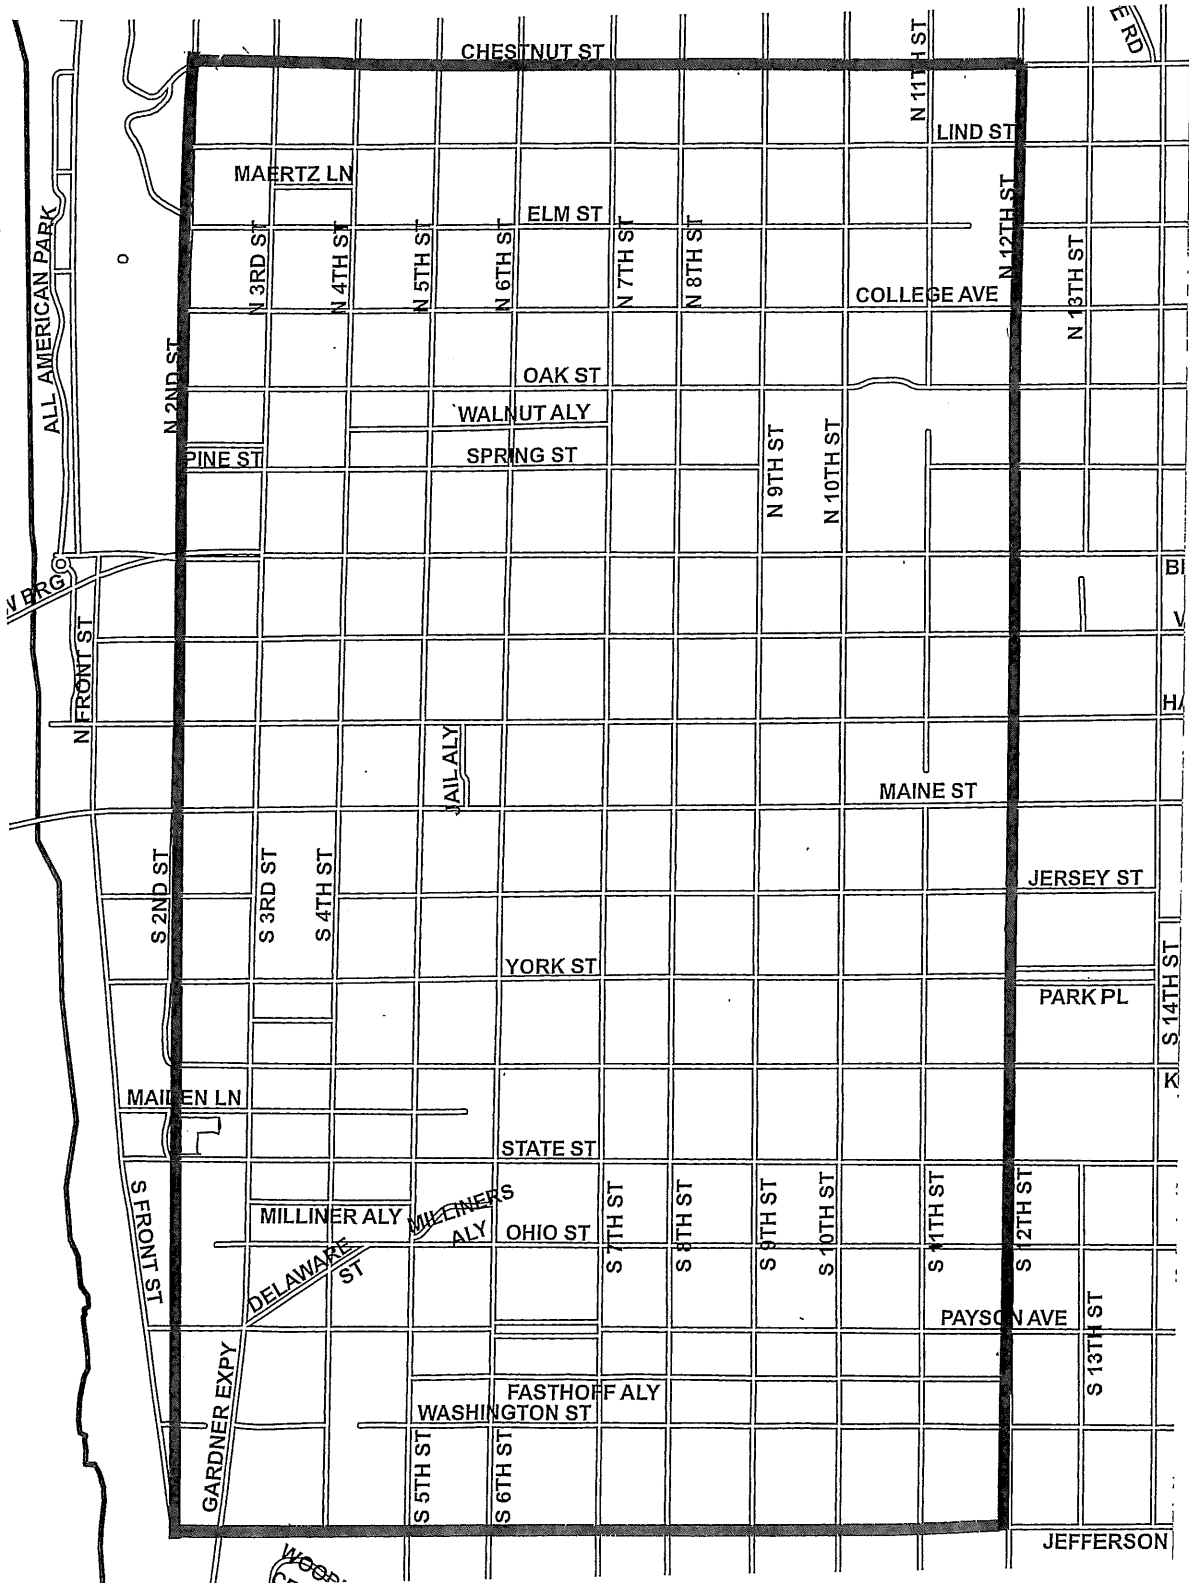 E RD
CHESTNUT ST
N 11TH ST
LIND ST
MAERTZ LN
N 12TH ST
ELM ST
ALL AMERICAN PARK
N 3RD ST
N 4TH ST
N 5TH ST
N 6TH ST
N 7TH ST
N 8TH ST
N 13TH ST
COLLEGE AVE
N 2ND ST
OAK ST
WALNUT ALY
PINE ST
SPRING ST
N 9TH ST
N 10TH ST
W BRG
N FRONT ST
HA
JAIL ALY
MAINE ST
S 2ND ST
S 3RD ST
S 4TH ST
JERSEY ST
YORK ST
PARK PL
S 14TH ST
K
MAIDEN LN
STATE ST
S FRONT ST
MILLINER ALY
MILLINERS
ALY
OHIO ST
S 7TH ST
S 8TH ST
S 9TH ST
S 10TH ST
S 11TH ST
S 12TH ST
DELAWARE
ST
PAYSON AVE
S 13TH ST
GARDNER EXPY
FASTHOFF ALY
WASHINGTON ST
S 5TH ST
S 6TH ST
JEFFERSON